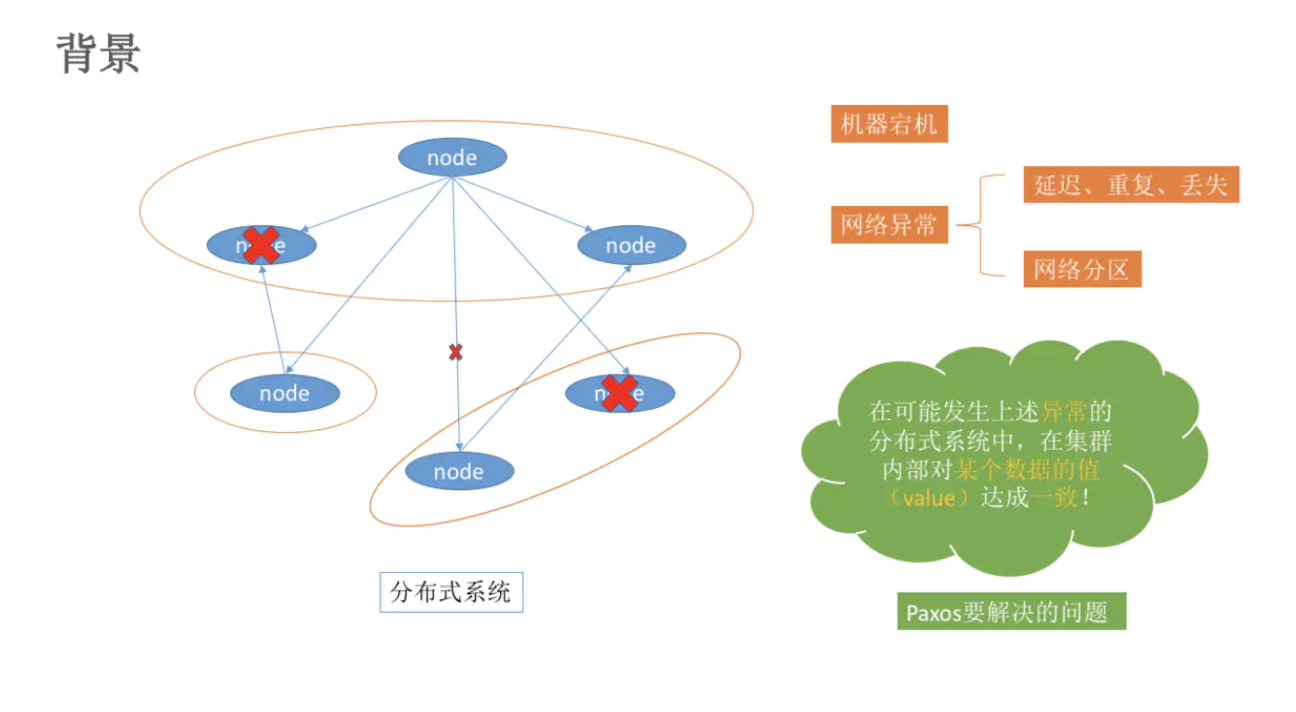 背景
node
node
node
node
node
node
分布式系统
机器宕机
网络异常
延迟、重复、丢失
网络分区
在可能发生上述异常的
分布式系统中，在集群
内部对某个数据的值
（value）达成一致！
Paxos要解决的问题